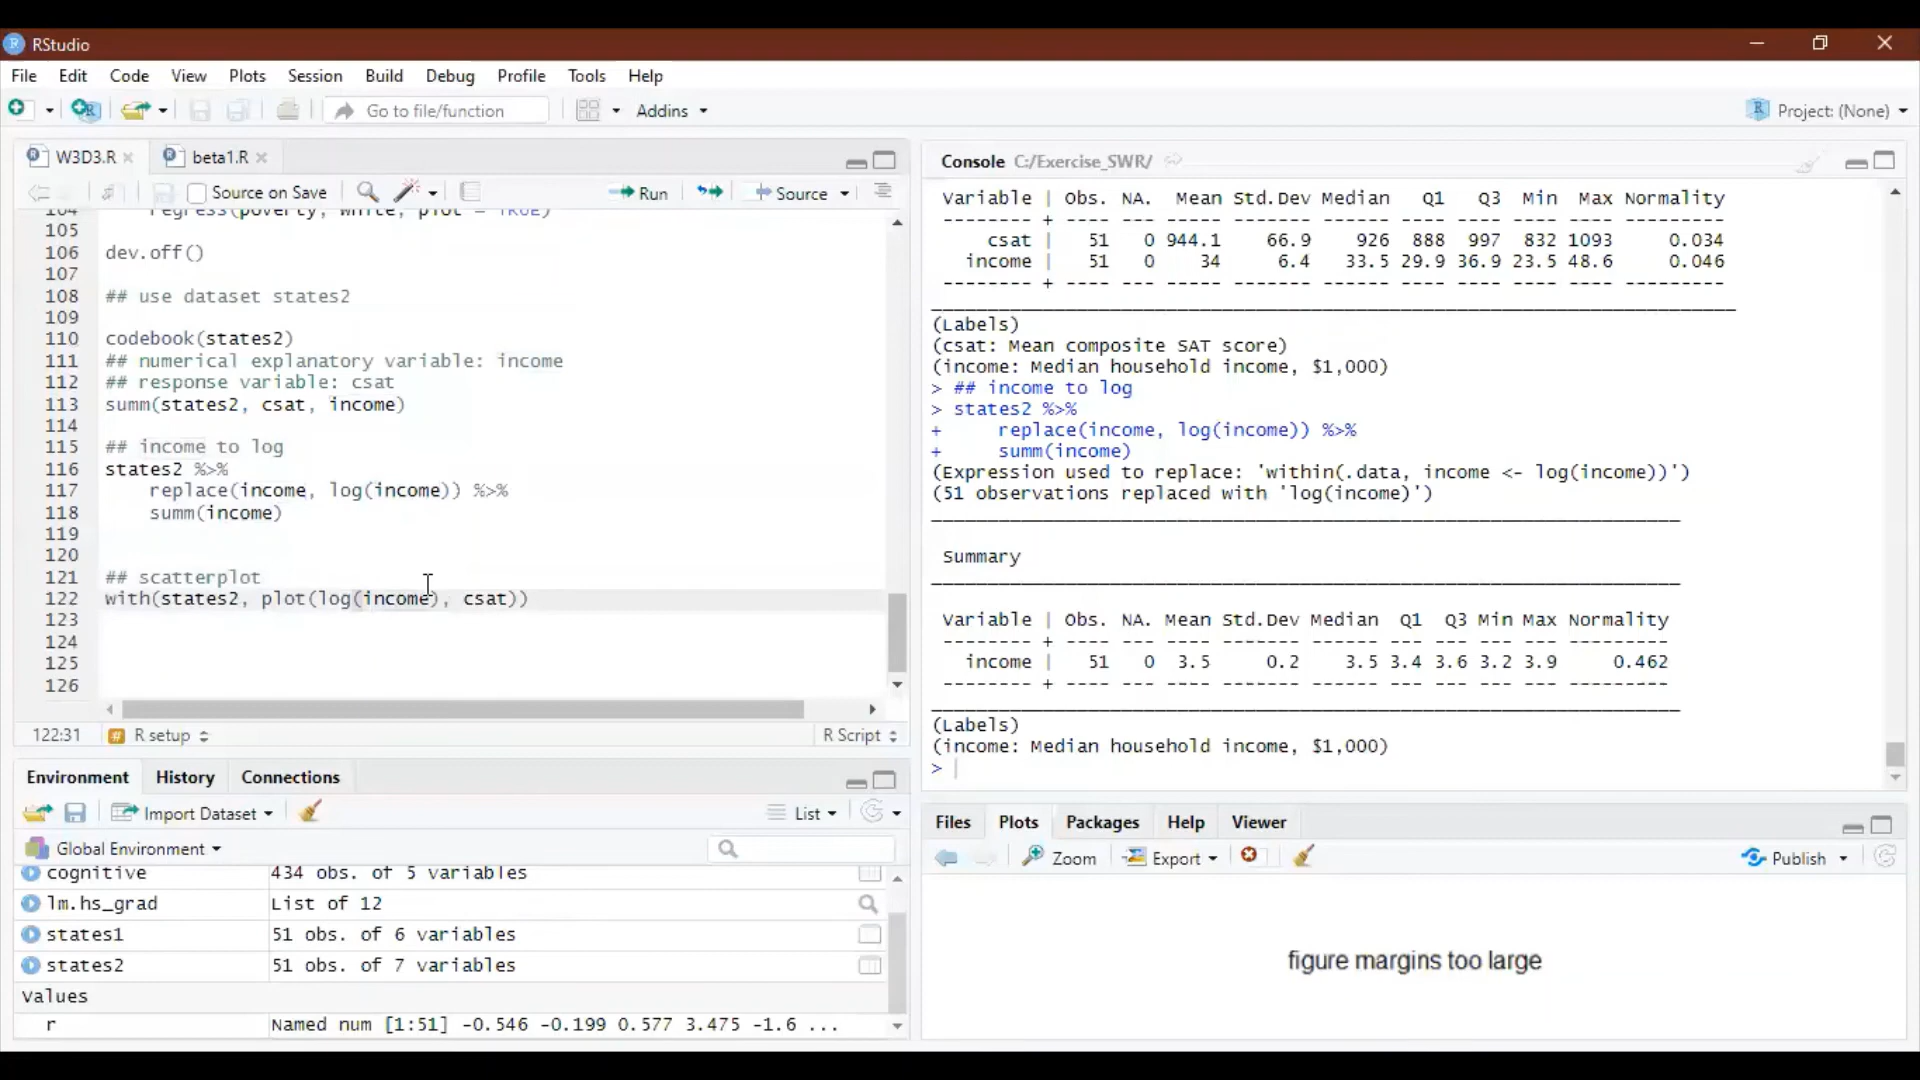 RStudio
File Edit Code View Plots Session Build Debug Profile Tools Help
Go to file/function Addins Project: (None)
W3D3.R beta1.R
Source on Save Run Source
104 regress(poverty, white, plot = TRUE)
105
106 dev.off()
107
108 ## use dataset states2
109
110 codebook(states2)
111 ## numerical explanatory variable: income
112 ## response variable: csat
113 summ(states2, csat, income)
114
115 ## income to log
116 states2 %>%
117 replace(income, log(income)) %>%
118 summ(income)
119
120
121 ## scatterplot
122 with(states2, plot(log(income), csat))
123
124
125
126
122:31 R setup R Script
Console C:/Exercise_SWR/
Variable | Obs. NA. Mean Std.Dev Median Q1 Q3 Min Max Normality
-------- + ---- --- ----- ------- ------ ---- ---- ---- ---- ---------
csat | 51 0 944.1 66.9 926 888 997 832 1093 0.034
income | 51 0 34 6.4 33.5 29.9 36.9 23.5 48.6 0.046
-------- + ---- --- ----- ------- ------ ---- ---- ---- ---- ---------
(Labels)
(csat: Mean composite SAT score)
(income: Median household income, $1,000)
> ## income to log
> states2 %>%
+ replace(income, log(income)) %>%
+ summ(income)
(Expression used to replace: 'within(.data, income <- log(income))')
(51 observations replaced with 'log(income)')
Summary
Variable | Obs. NA. Mean Std.Dev Median Q1 Q3 Min Max Normality
-------- + ---- --- ---- ------- ------ --- --- --- --- ---------
income | 51 0 3.5 0.2 3.5 3.4 3.6 3.2 3.9 0.462
-------- + ---- --- ---- ------- ------ --- --- --- --- ---------
(Labels)
(income: Median household income, $1,000)
>
Environment History Connections
Import Dataset List
Global Environment
cognitive 434 obs. of 5 variables
lm.hs_grad List of 12
states1 51 obs. of 6 variables
states2 51 obs. of 7 variables
Values
r Named num [1:51] -0.546 -0.199 0.577 3.475 -1.6 ...
Files Plots Packages Help Viewer
Zoom Export Publish
figure margins too large